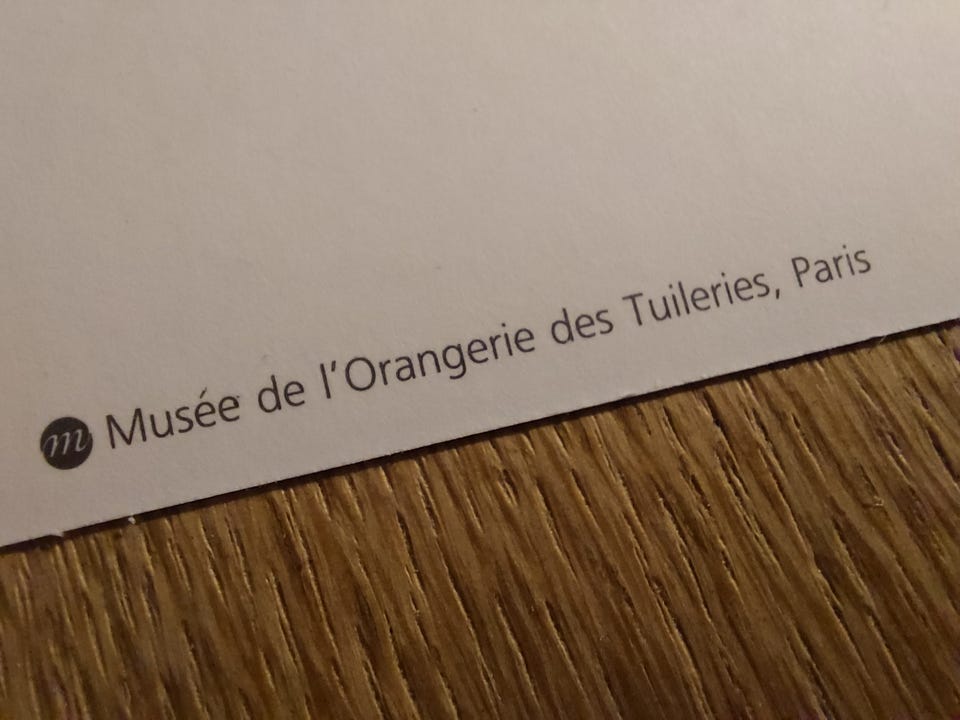 m Musée de l'Orangerie des Tuileries, Paris